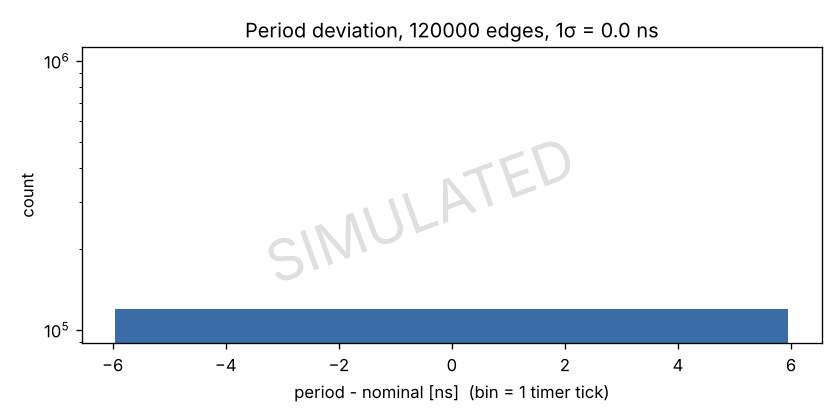 Period deviation, 120000 edges, 1σ = 0.0 ns
10⁶
10⁵
count
SIMULATED
−6 −4 −2 0 2 4 6
period - nominal [ns]  (bin = 1 timer tick)